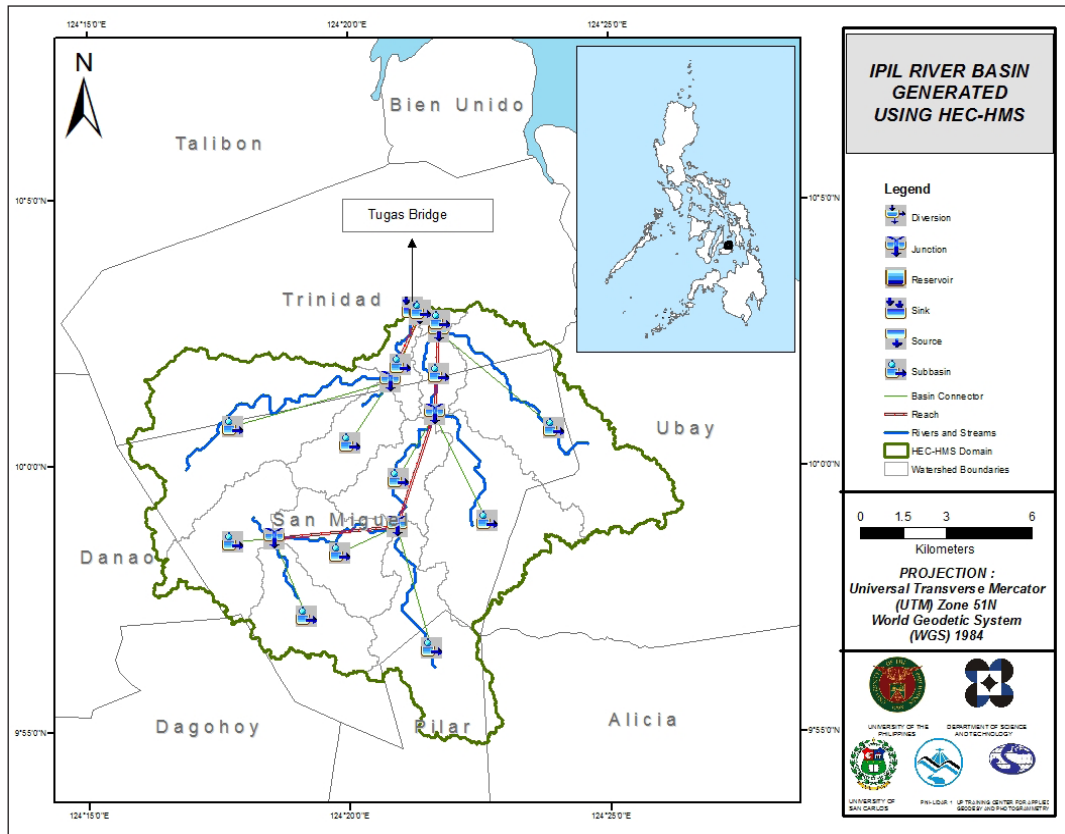 124°15'0"E 124°20'0"E 124°25'0"E
N
Bien Unido
Talibon
10°5'0"N 10°5'0"N
Tugas Bridge
Trinidad
Ubay
10°0'0"N 10°0'0"N
San Miguel
Danao
Dagohoy
Pilar
Alicia
9°55'0"N 9°55'0"N
124°15'0"E 124°20'0"E 124°25'0"E
IPIL RIVER BASIN
GENERATED
USING HEC-HMS
Legend
Diversion
Junction
Reservoir
Sink
Source
Subbasin
Basin Connector
Reach
Rivers and Streams
HEC-HMS Domain
Watershed Boundaries
0 1.5 3 6
Kilometers
PROJECTION :
Universal Transverse Mercator
(UTM) Zone 51N
World Geodetic System
(WGS) 1984
UNIVERSITY OF THE
PHILIPPINES
DEPARTMENT OF SCIENCE
AND TECHNOLOGY
UNIVERSITY OF
SAN CARLOS
PHIL-LIDAR 1 UP TRAINING CENTER FOR APPLIED
GEODESY AND PHOTOGRAMMETRY